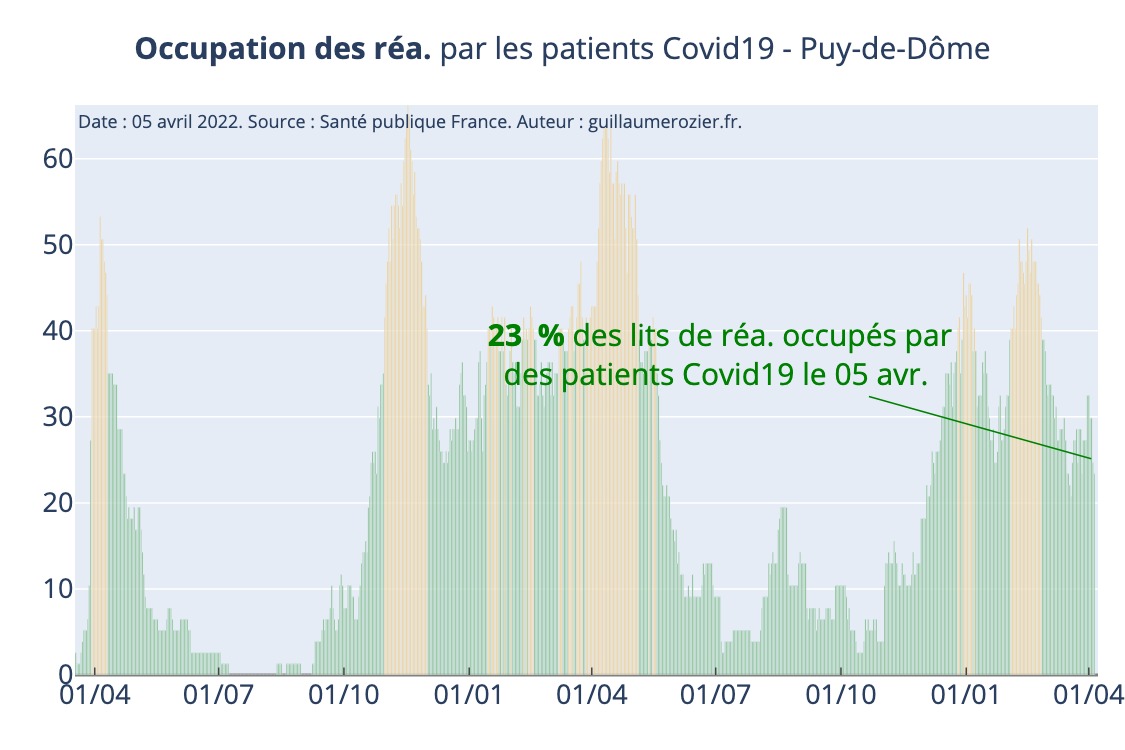 Occupation des réa. par les patients Covid19 - Puy-de-Dôme
Date : 05 avril 2022. Source : Santé publique France. Auteur : guillaumerozier.fr.
60
50
40
30
20
10
0
23 % des lits de réa. occupés par
des patients Covid19 le 05 avr.
01/04 01/07 01/10 01/01 01/04 01/07 01/10 01/01 01/04